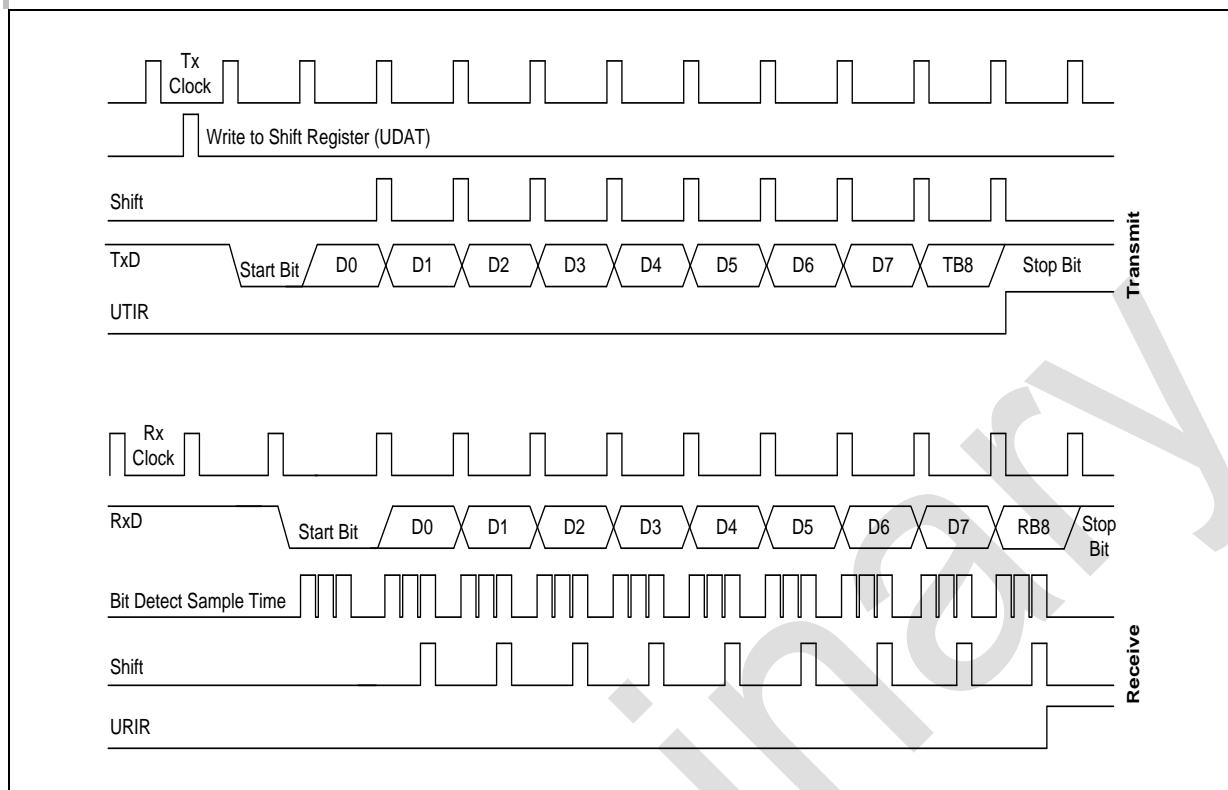 Tx
Clock
Write to Shift Register (UDAT)
Shift
TxD
Start Bit
D0
D1
D2
D3
D4
D5
D6
D7
TB8
Stop Bit
UTIR
Transmit
Rx
Clock
RxD
Start Bit
D0
D1
D2
D3
D4
D5
D6
D7
RB8
Stop
Bit
Bit Detect Sample Time
Shift
URIR
Receive
inary